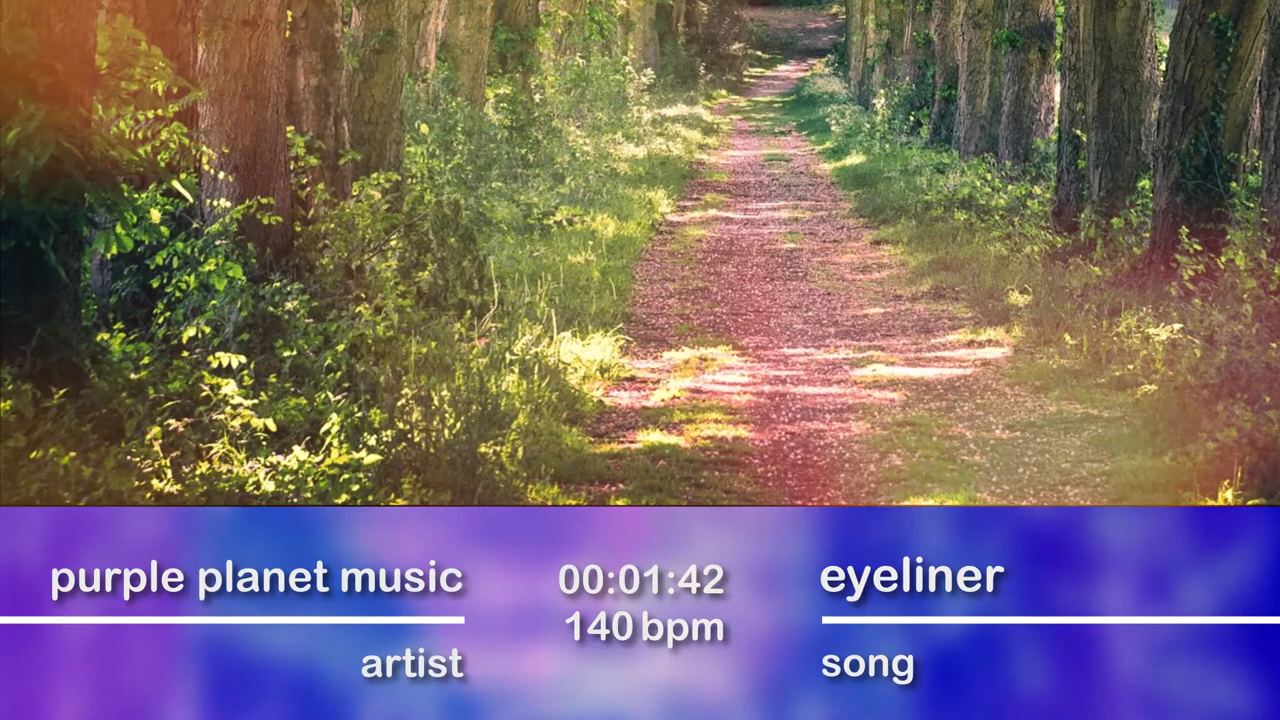 purple planet music
artist
00:01:42
140 bpm
eyeliner
song